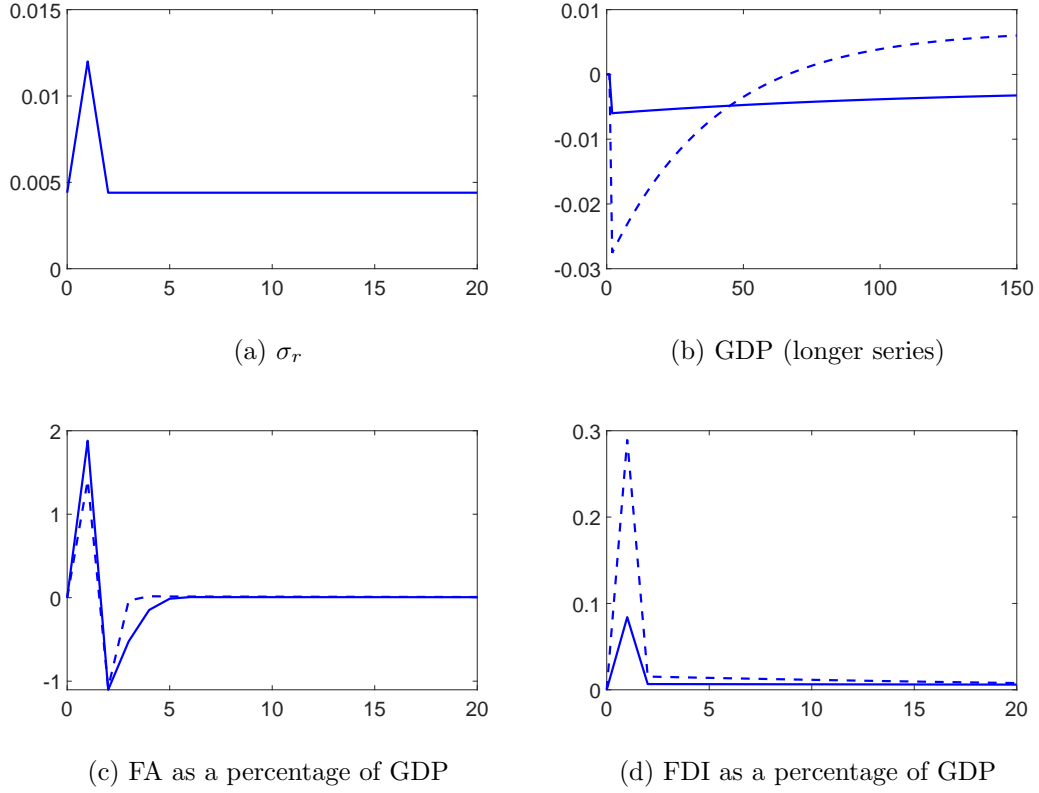 0.015
0.01
0.005
0
0 5 10 15 20
(a) σr
0.01
0
-0.01
-0.02
-0.03
0 50 100 150
(b) GDP (longer series)
2
1
0
-1
0 5 10 15 20
(c) FA as a percentage of GDP
0.3
0.2
0.1
0
0 5 10 15 20
(d) FDI as a percentage of GDP